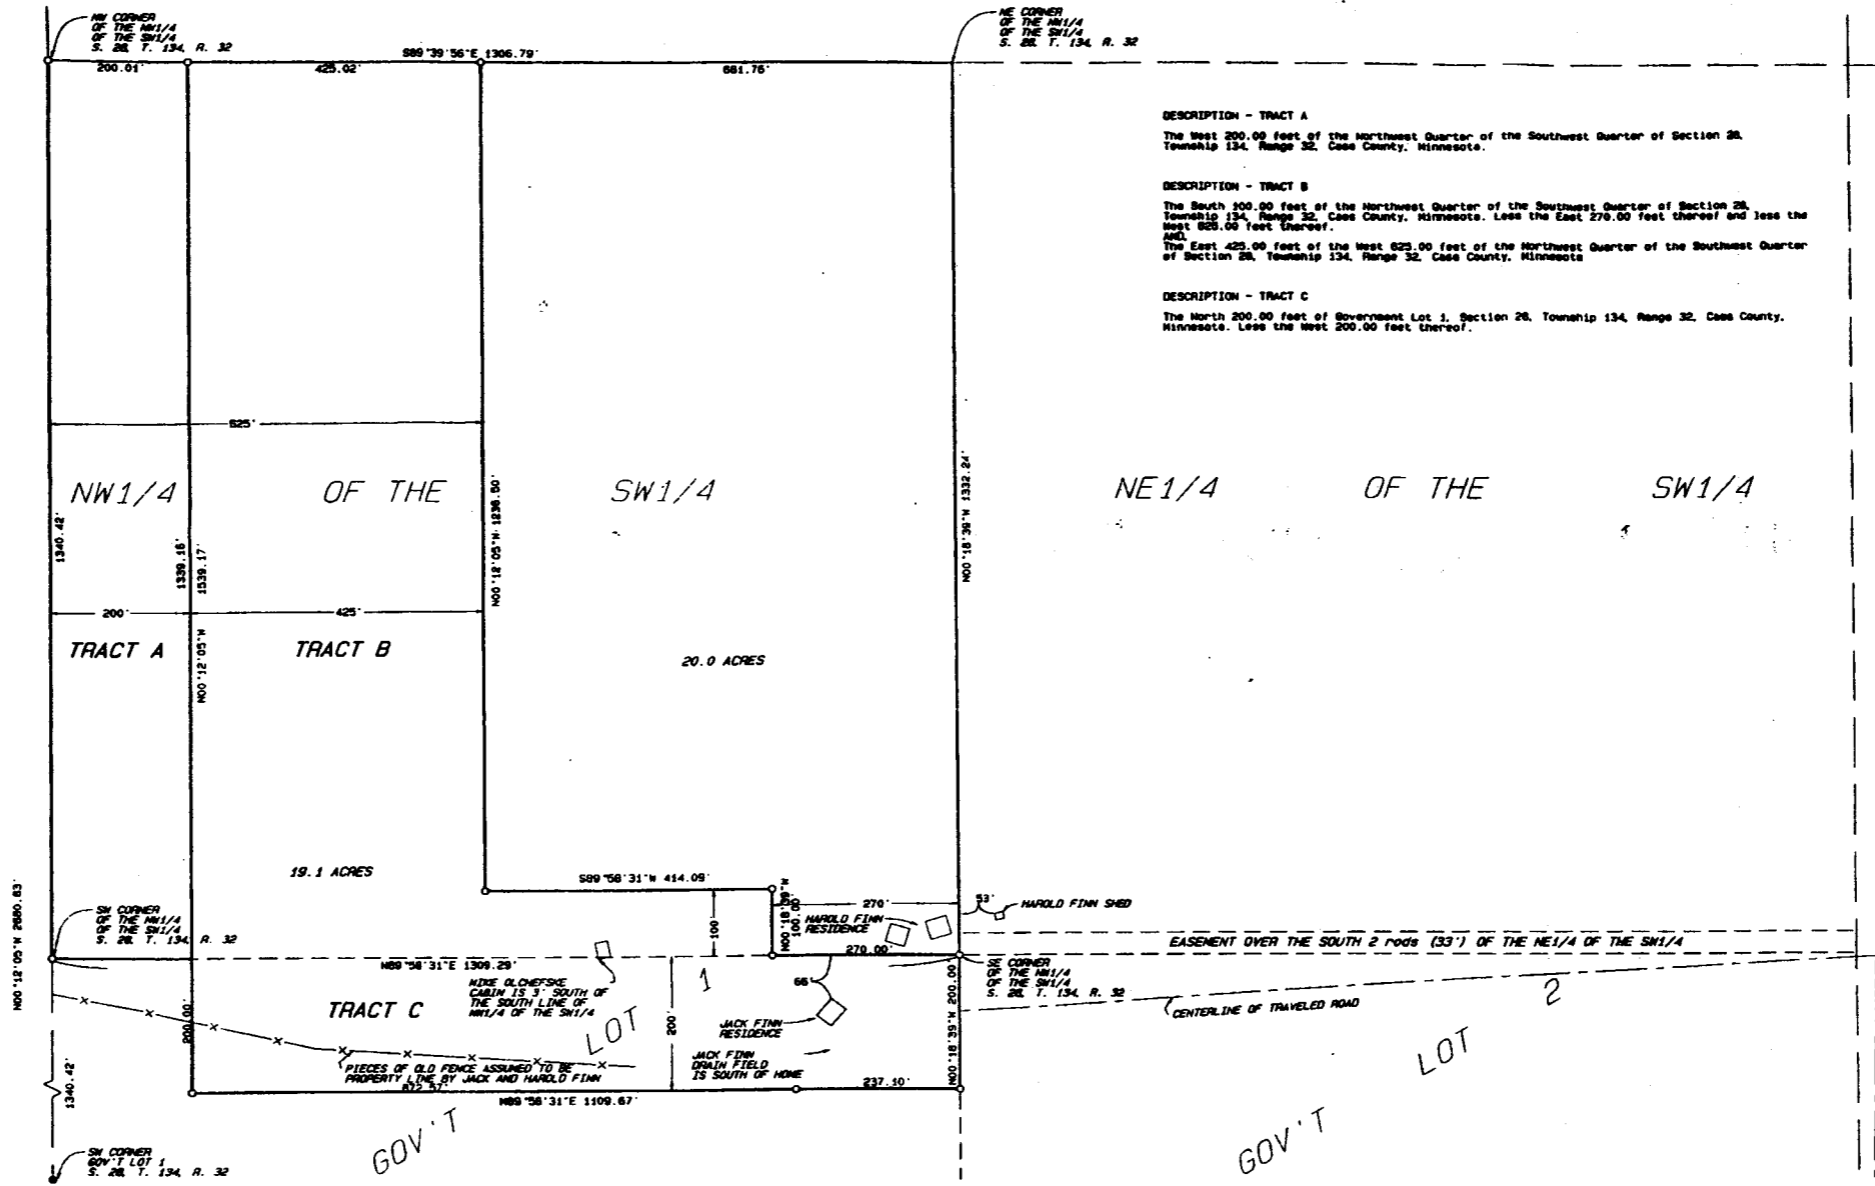 NW CORNER
OF THE NW1/4
OF THE SW1/4
S. 28, T. 134, R. 32
NE CORNER
OF THE NW1/4
OF THE SW1/4
S. 28, T. 134, R. 32
S89°39'56"E 1306.79'
200.01'
425.02'
681.76'
DESCRIPTION - TRACT A
The West 200.00 feet of the Northwest Quarter of the Southwest Quarter of Section 28,
Township 134, Range 32, Cass County, Minnesota.
DESCRIPTION - TRACT B
The South 100.00 feet of the Northwest Quarter of the Southwest Quarter of Section 28,
Township 134, Range 32, Cass County, Minnesota. Less the East 270.00 feet thereof and less the
West 625.00 feet thereof.
AND,
The East 425.00 feet of the West 625.00 feet of the Northwest Quarter of the Southwest Quarter
of Section 28, Township 134, Range 32, Cass County, Minnesota
DESCRIPTION - TRACT C
The North 200.00 feet of Government Lot 1, Section 28, Township 134, Range 32, Cass County,
Minnesota. Less the West 200.00 feet thereof.
625'
NW1/4 OF THE SW1/4
NE1/4 OF THE SW1/4
1340.42'
1339.16'
1539.17'
N00°12'05"W
N00°12'05"W 1238.50'
N00°18'39"W 1332.24'
200'
425'
TRACT A
TRACT B
20.0 ACRES
19.1 ACRES
S89°58'31"W 414.09'
N00°18'39"W
100.00'
100'
270'
53'
HAROLD FINN SHED
HAROLD FINN
RESIDENCE
270.00'
EASEMENT OVER THE SOUTH 2 rods (33') OF THE NE1/4 OF THE SW1/4
N00°12'05"W 2680.83'
SW CORNER
OF THE NW1/4
OF THE SW1/4
S. 28, T. 134, R. 32
N89°58'31"E 1309.29'
MIKE OLCHEFSKE
CABIN IS 3' SOUTH OF
THE SOUTH LINE OF
NW1/4 OF THE SW1/4
SE CORNER
OF THE NW1/4
OF THE SW1/4
S. 28, T. 134, R. 32
TRACT C
200.00'
200'
66'
JACK FINN
RESIDENCE
JACK FINN
DRAIN FIELD
IS SOUTH OF HOME
N00°18'39"W 200.00'
CENTERLINE OF TRAVELED ROAD
PIECES OF OLD FENCE ASSUMED TO BE
PROPERTY LINE BY JACK AND HAROLD FINN
872.57'
237.10'
N89°58'31"E 1109.67'
1340.42'
GOV'T LOT 1
GOV'T LOT 2
SW CORNER
GOV'T LOT 1
S. 28, T. 134, R. 32